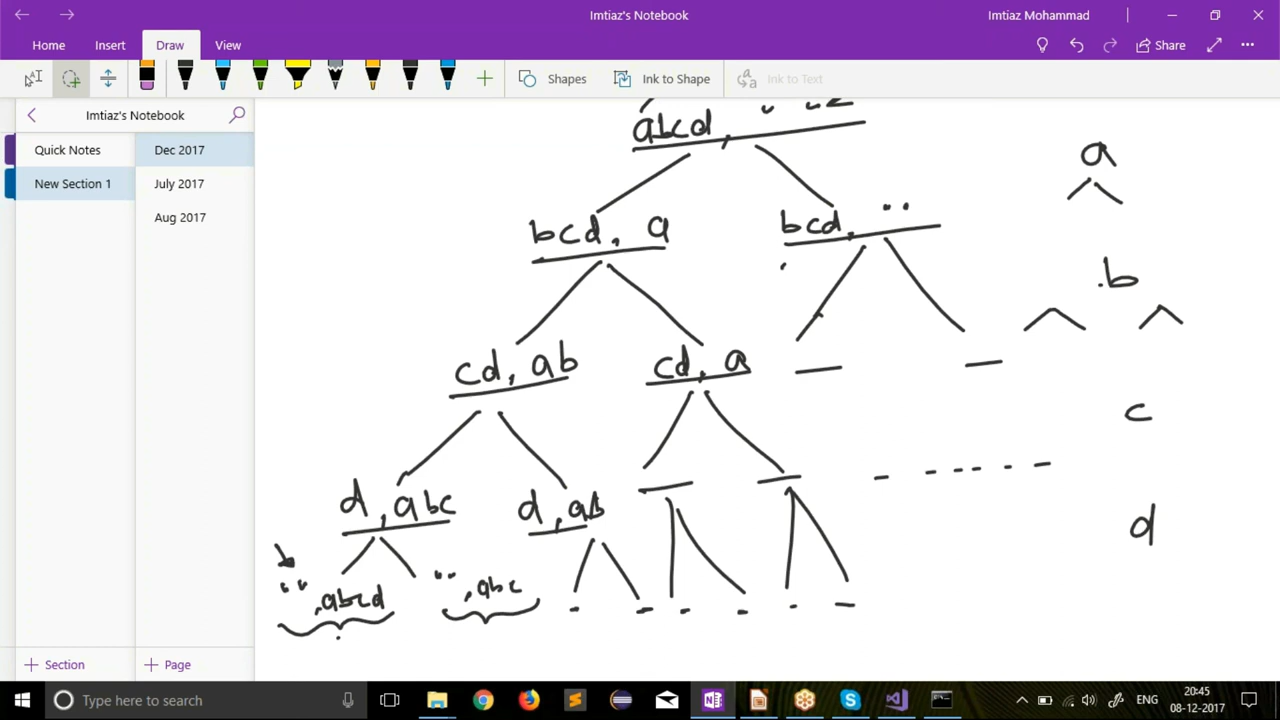 Imtiaz's Notebook
Imtiaz Mohammad
Home Insert Draw View
Share
Shapes
Ink to Shape
Ink to Text
Imtiaz's Notebook
Quick Notes
New Section 1
Dec 2017
July 2017
Aug 2017
abcd,
a
bcd, a
bcd, ..
.b
cd, ab
cd, a
c
d, abc
d, ab
d
" ", abcd
" ", abc
+ Section
+ Page
Type here to search
ENG
20:45
08-12-2017